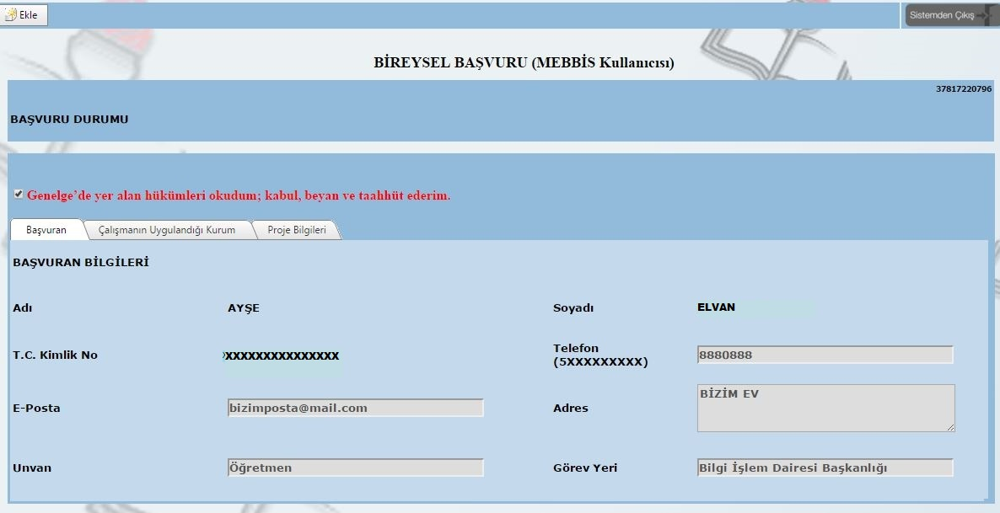 Ekle
Sistemden Çıkış
BİREYSEL BAŞVURU (MEBBİS Kullanıcısı)
37817220796
BAŞVURU DURUMU
Genelge’de yer alan hükümleri okudum; kabul, beyan ve taahhüt ederim.
Başvuran Çalışmanın Uygulandığı Kurum Proje Bilgileri
BAŞVURAN BİLGİLERİ
Adı AYŞE Soyadı ELVAN
T.C. Kimlik No XXXXXXXXXXXXXXX Telefon
(5XXXXXXXXX) 8880888
E-Posta bizimposta@mail.com Adres BİZİM EV
Unvan Öğretmen Görev Yeri Bilgi İşlem Dairesi Başkanlığı